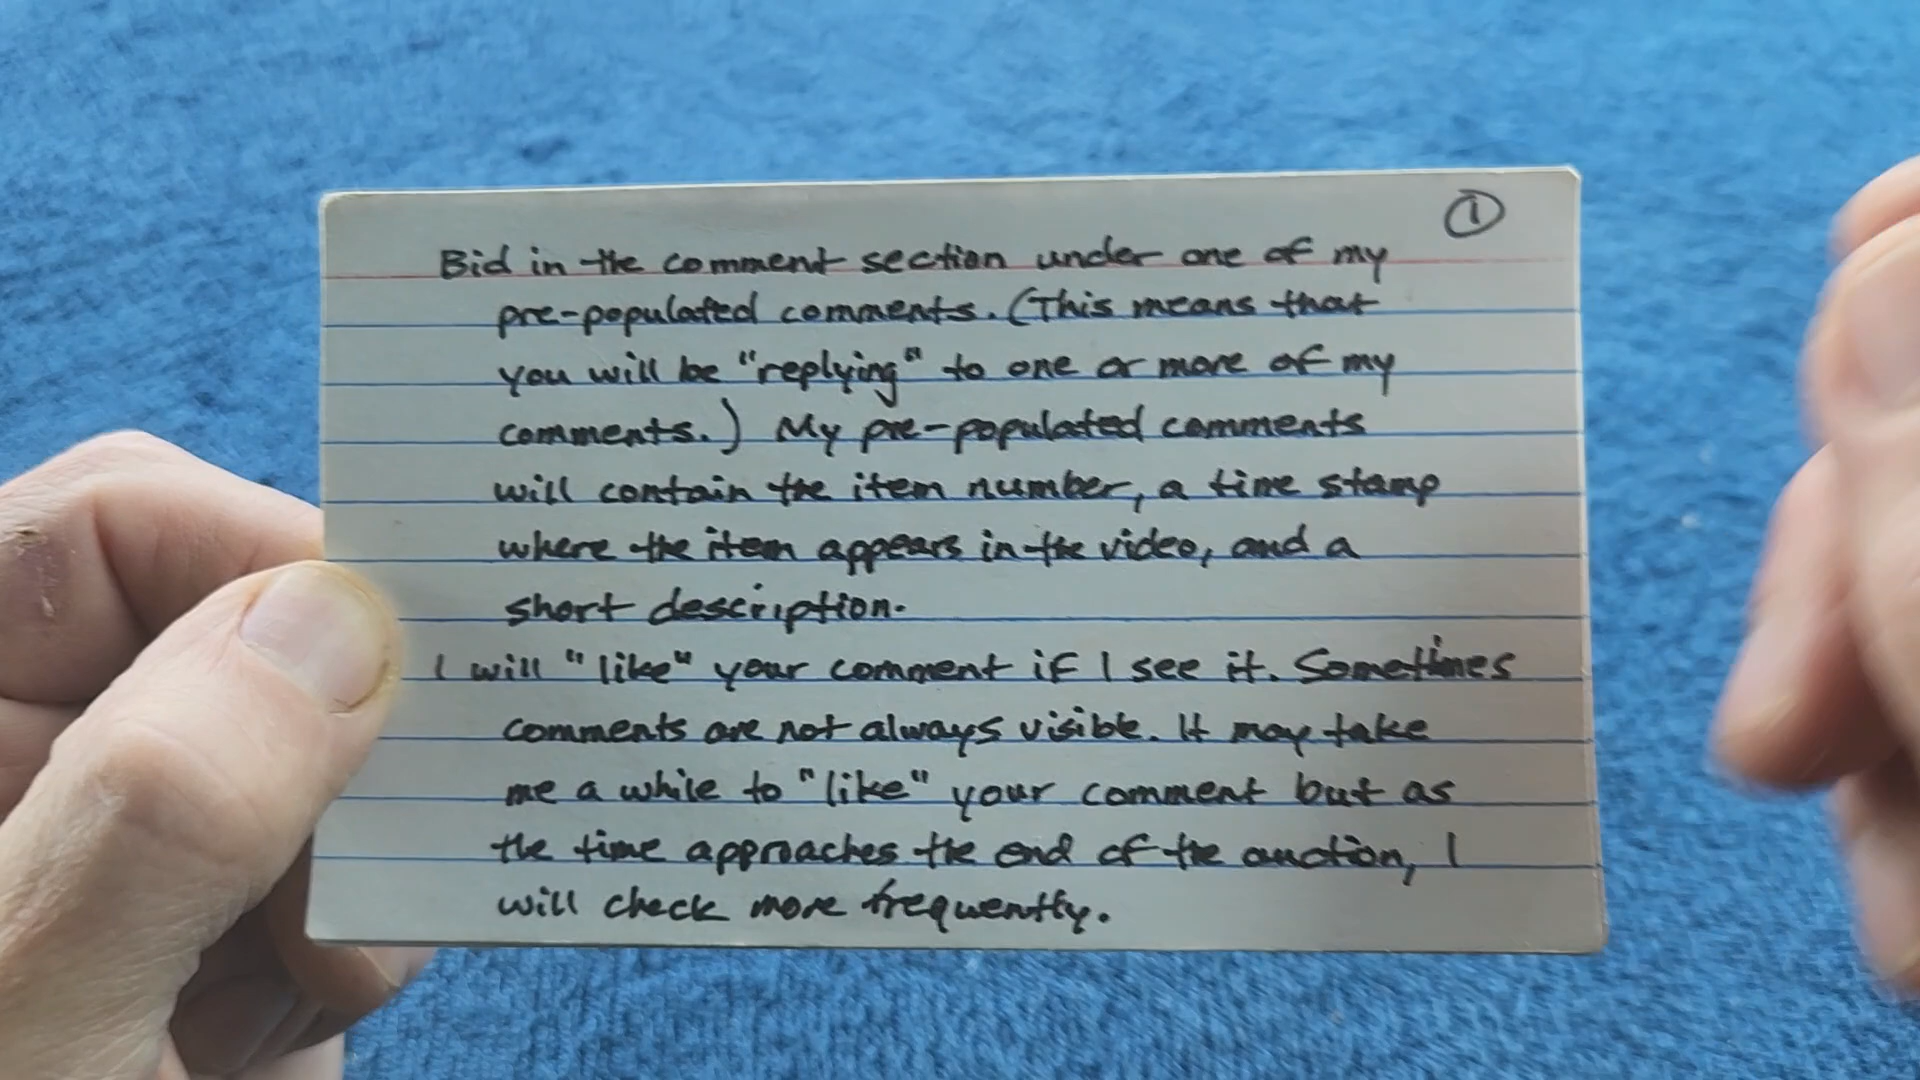 ①
Bid in the comment section under one of my
pre-populated comments. (This means that
you will be "replying" to one or more of my
comments.) My pre-populated comments
will contain the item number, a time stamp
where the item appears in the video, and a
short description.
I will "like" your comment if I see it. Sometimes
comments are not always visible. It may take
me a while to "like" your comment but as
the time approaches the end of the auction, I
will check more frequently.